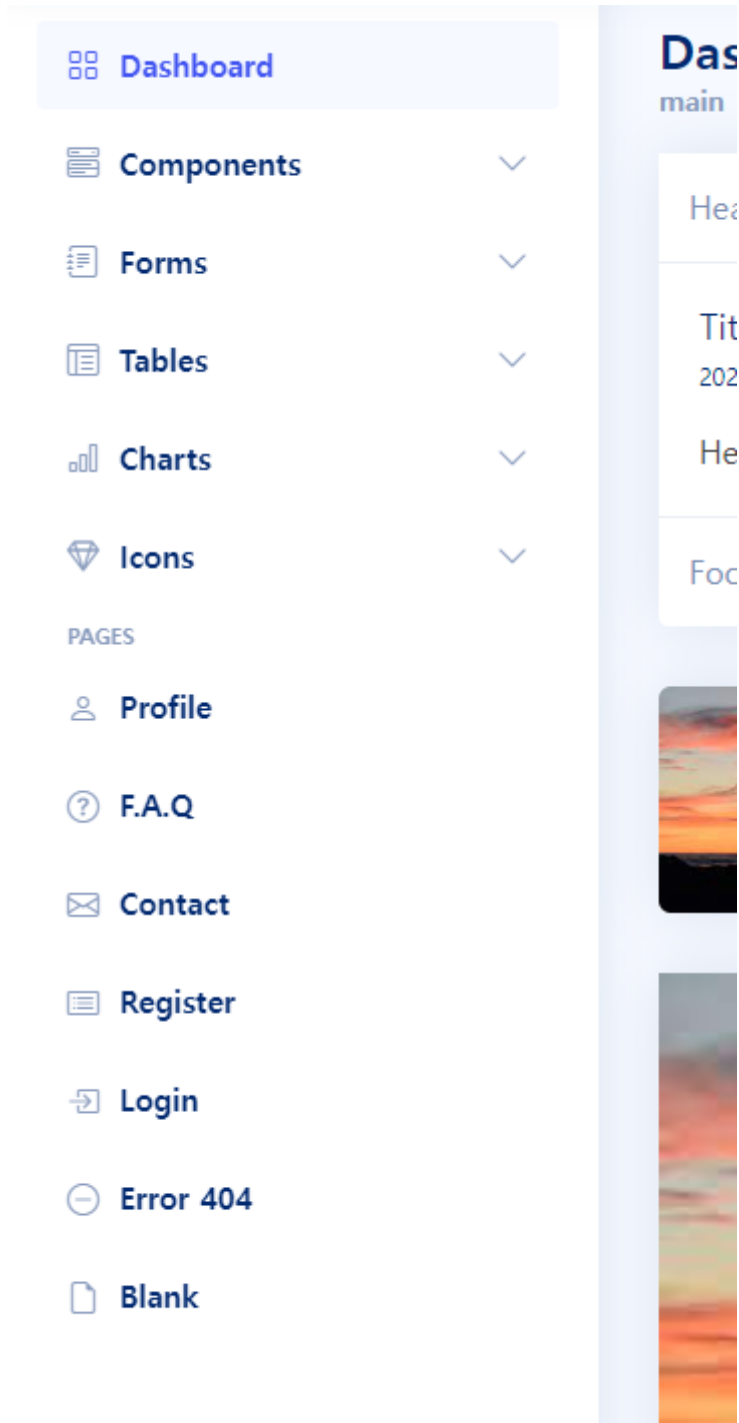 Dashboard
Components
Forms
Tables
Charts
Icons
PAGES
Profile
F.A.Q
Contact
Register
Login
Error 404
Blank
main